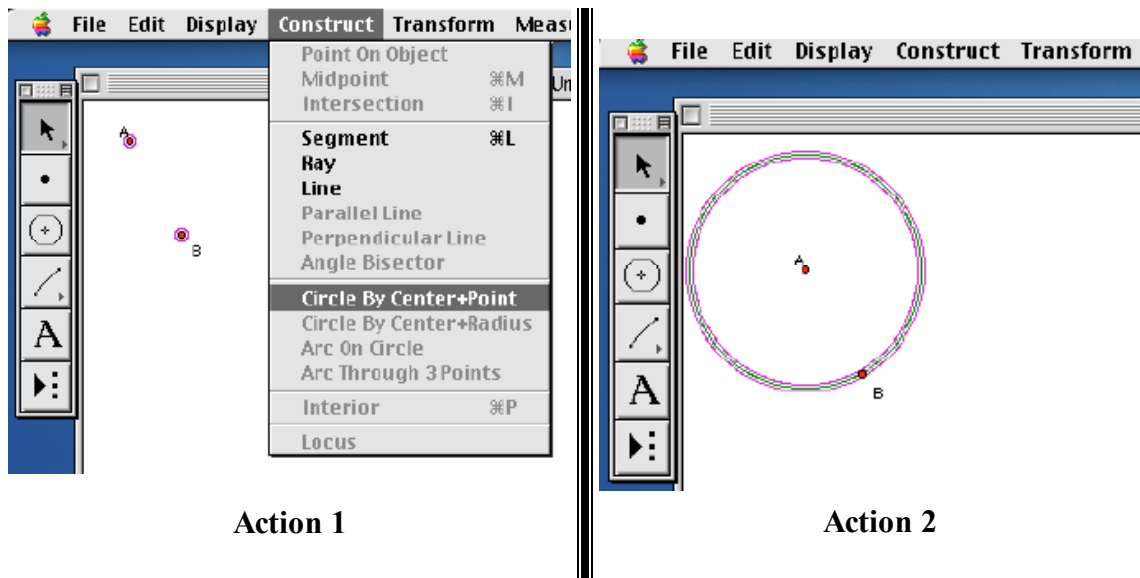 File Edit Display Construct Transform Meas
Point On Object
Midpoint ⌘M
Intersection ⌘I
Segment ⌘L
Ray
Line
Parallel Line
Perpendicular Line
Angle Bisector
Circle By Center+Point
Circle By Center+Radius
Arc On Circle
Arc Through 3 Points
Interior ⌘P
Locus
Un
A
B
A
Action 1
File Edit Display Construct Transform
A
B
A
Action 2